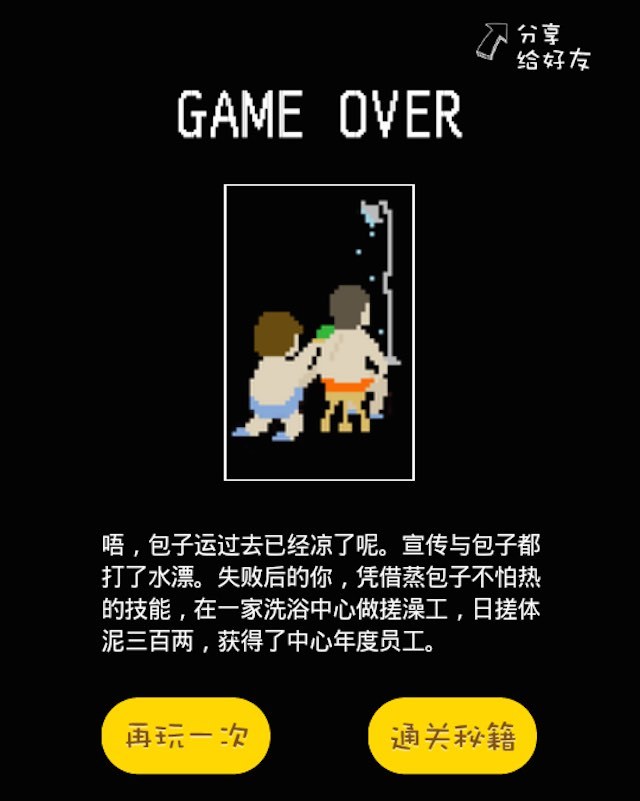 分享
给好友
GAME OVER
唔，包子运过去已经凉了呢。宣传与包子都
打了水漂。失败后的你，凭借蒸包子不怕热
的技能，在一家洗浴中心做搓澡工，日搓体
泥三百两，获得了中心年度员工。
再玩一次
通关秘籍